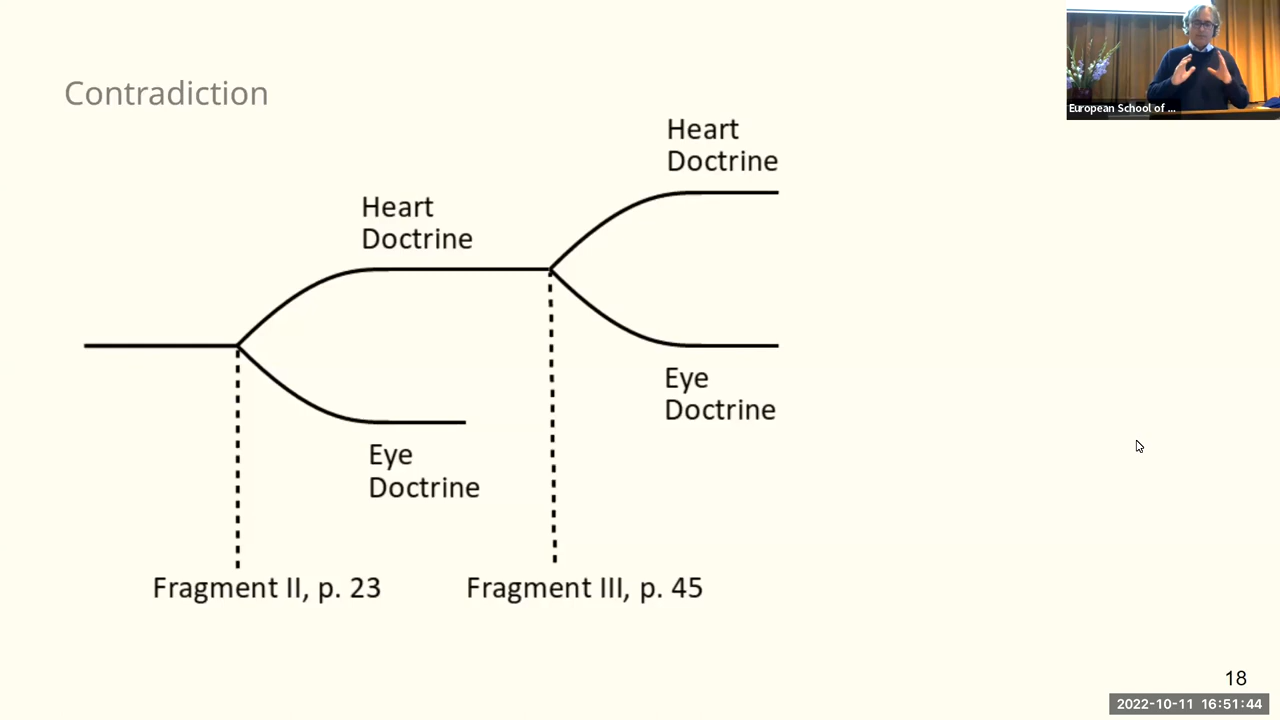 European School of ...
Contradiction
Heart
Doctrine
Heart
Doctrine
Eye
Doctrine
Eye
Doctrine
Fragment II, p. 23
Fragment III, p. 45
18
2022-10-11 16:51:44